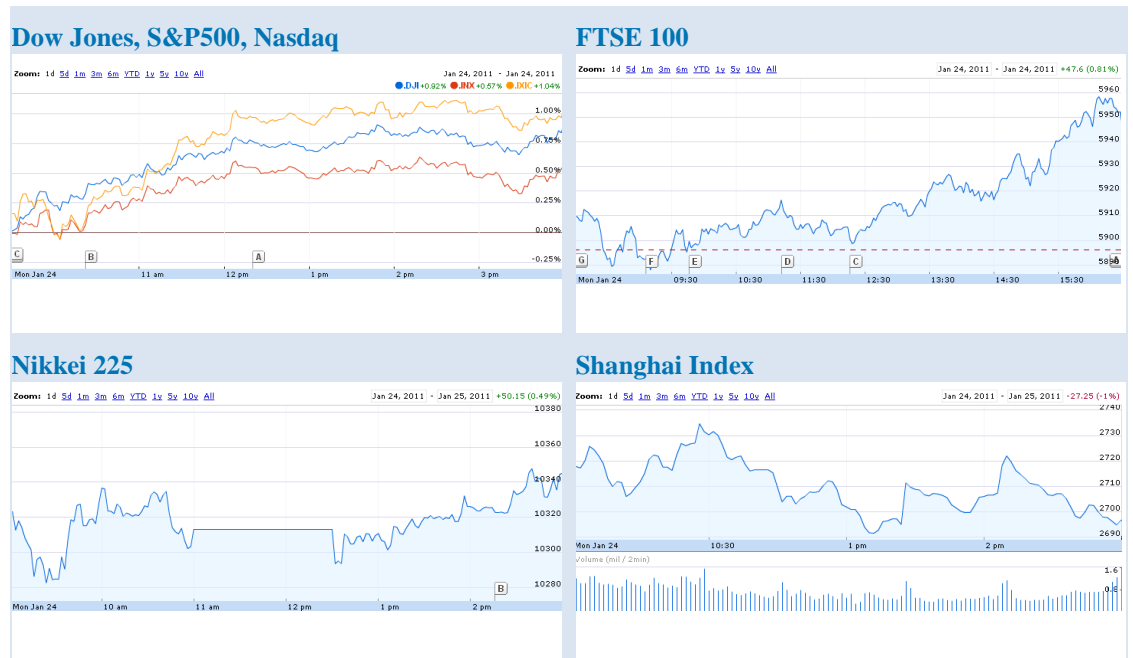 Dow Jones, S&P500, Nasdaq
Zoom: 1d 5d 1m 3m 6m YTD 1y 5y 10y All Jan 24, 2011 - Jan 24, 2011
.DJI +0.92% .INX +0.57% .IXIC +1.04%
1.00%
0.75%
0.50%
0.25%
0.00%
-0.25%
C B A
Mon Jan 24 11 am 12 pm 1 pm 2 pm 3 pm
FTSE 100
Zoom: 1d 5d 1m 3m 6m YTD 1y 5y 10y All Jan 24, 2011 - Jan 24, 2011 +47.6 (0.81%)
5960
5950
5940
5930
5920
5910
5900
5890
G F E D C A
Mon Jan 24 09:30 10:30 11:30 12:30 13:30 14:30 15:30
Nikkei 225
Zoom: 1d 5d 1m 3m 6m YTD 1y 5y 10y All Jan 24, 2011 - Jan 25, 2011 +50.15 (0.49%)
10380
10360
10340
10320
10300
10280
B
Mon Jan 24 10 am 11 am 12 pm 1 pm 2 pm
Shanghai Index
Zoom: 1d 5d 1m 3m 6m YTD 1y 5y 10y All Jan 24, 2011 - Jan 25, 2011 -27.25 (-1%)
2740
2730
2720
2710
2700
2690
Mon Jan 24 10:30 1 pm 2 pm
Volume (mil / 2min)
1.6
0.8